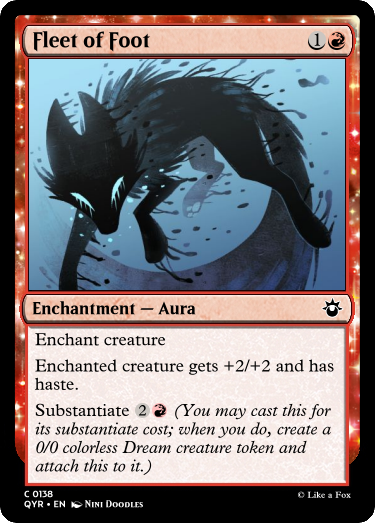 Fleet of Foot 1
Enchantment — Aura
Enchant creature
Enchanted creature gets +2/+2 and has
haste.
Substantiate 2 (You may cast this for
its substantiate cost; when you do, create a
0/0 colorless Dream creature token and
attach this to it.)
C 0138
QYR • EN Nini Doodles © Like a Fox